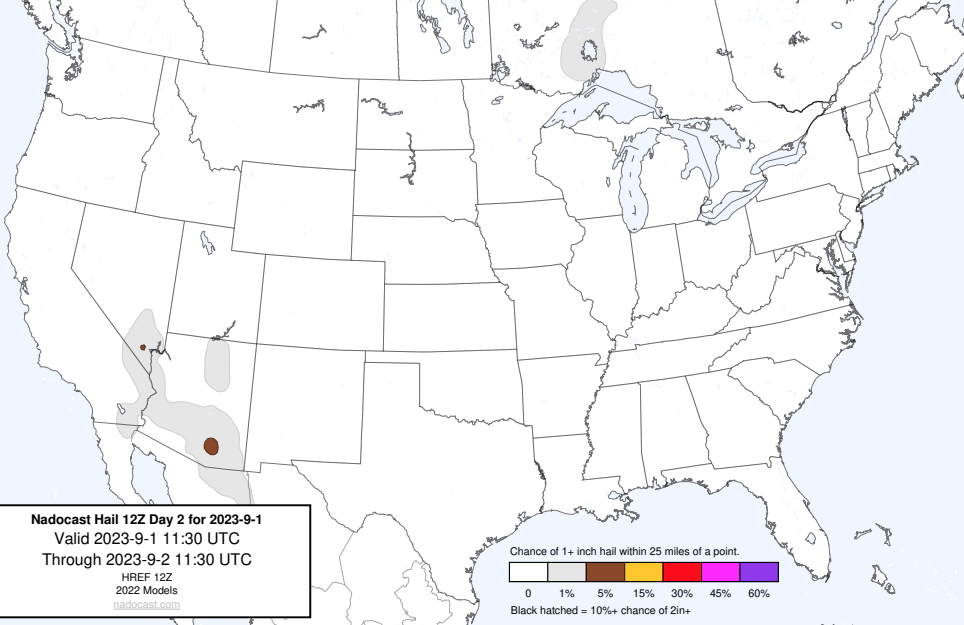 Nadocast Hail 12Z Day 2 for 2023-9-1
Valid 2023-9-1 11:30 UTC
Through 2023-9-2 11:30 UTC
HREF 12Z
2022 Models
nadocast.com
Chance of 1+ inch hail within 25 miles of a point.
0 1% 5% 15% 30% 45% 60%
Black hatched = 10%+ chance of 2in+